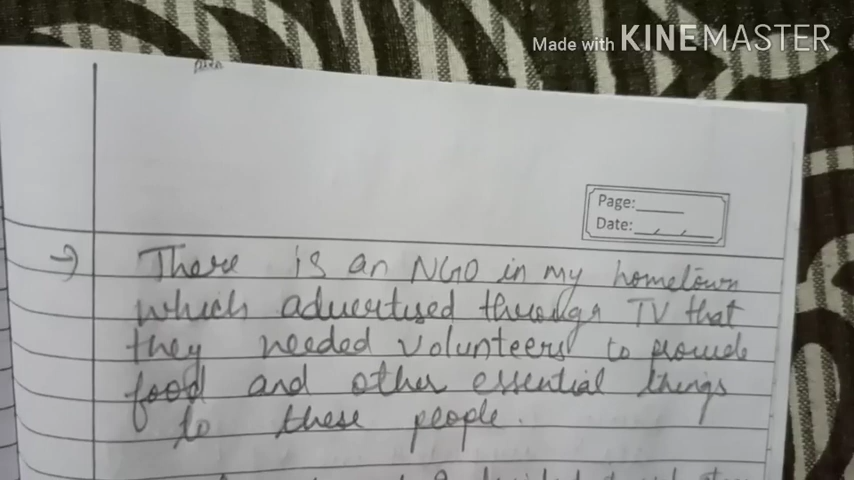 Made with KINEMASTER
Page:
Date:
→ There is an NGO in my hometown
which advertised through TV that
they needed volunteers to provide
food and other essential things
to these people.